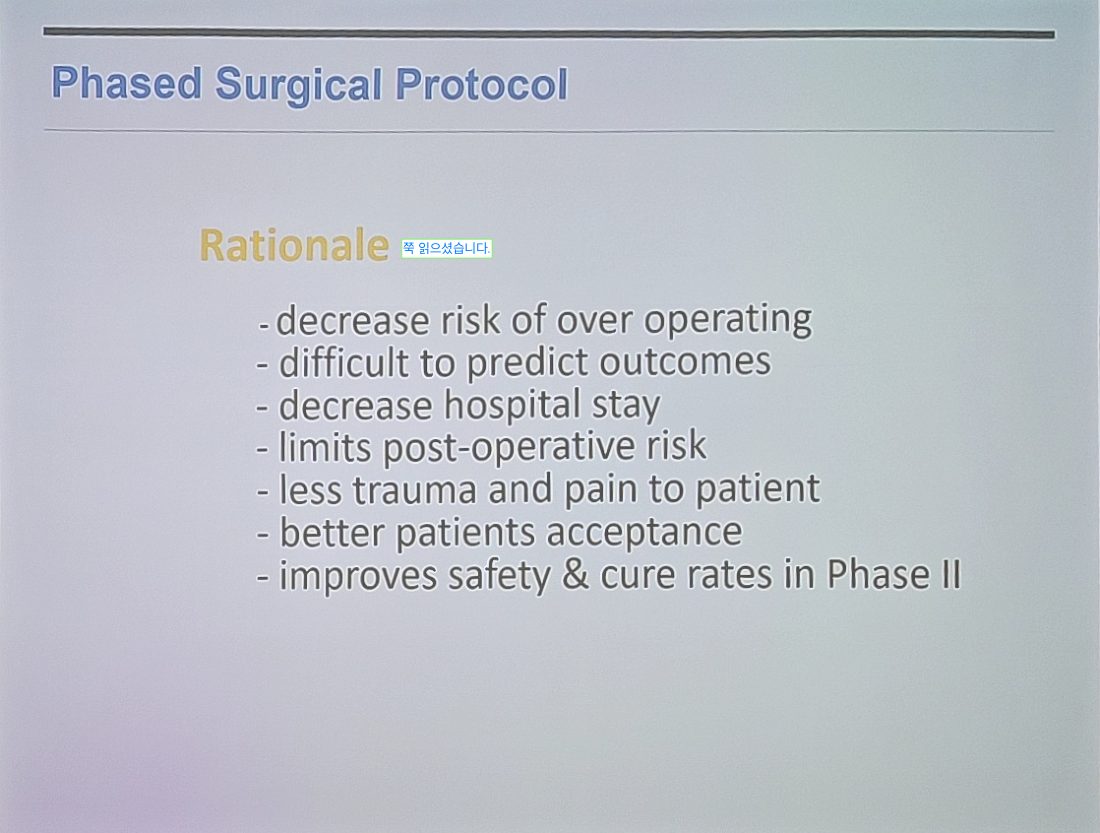 Phased Surgical Protocol
Rationale 쭉 읽으셨습니다.
- decrease risk of over operating
- difficult to predict outcomes
- decrease hospital stay
- limits post-operative risk
- less trauma and pain to patient
- better patients acceptance
- improves safety & cure rates in Phase II